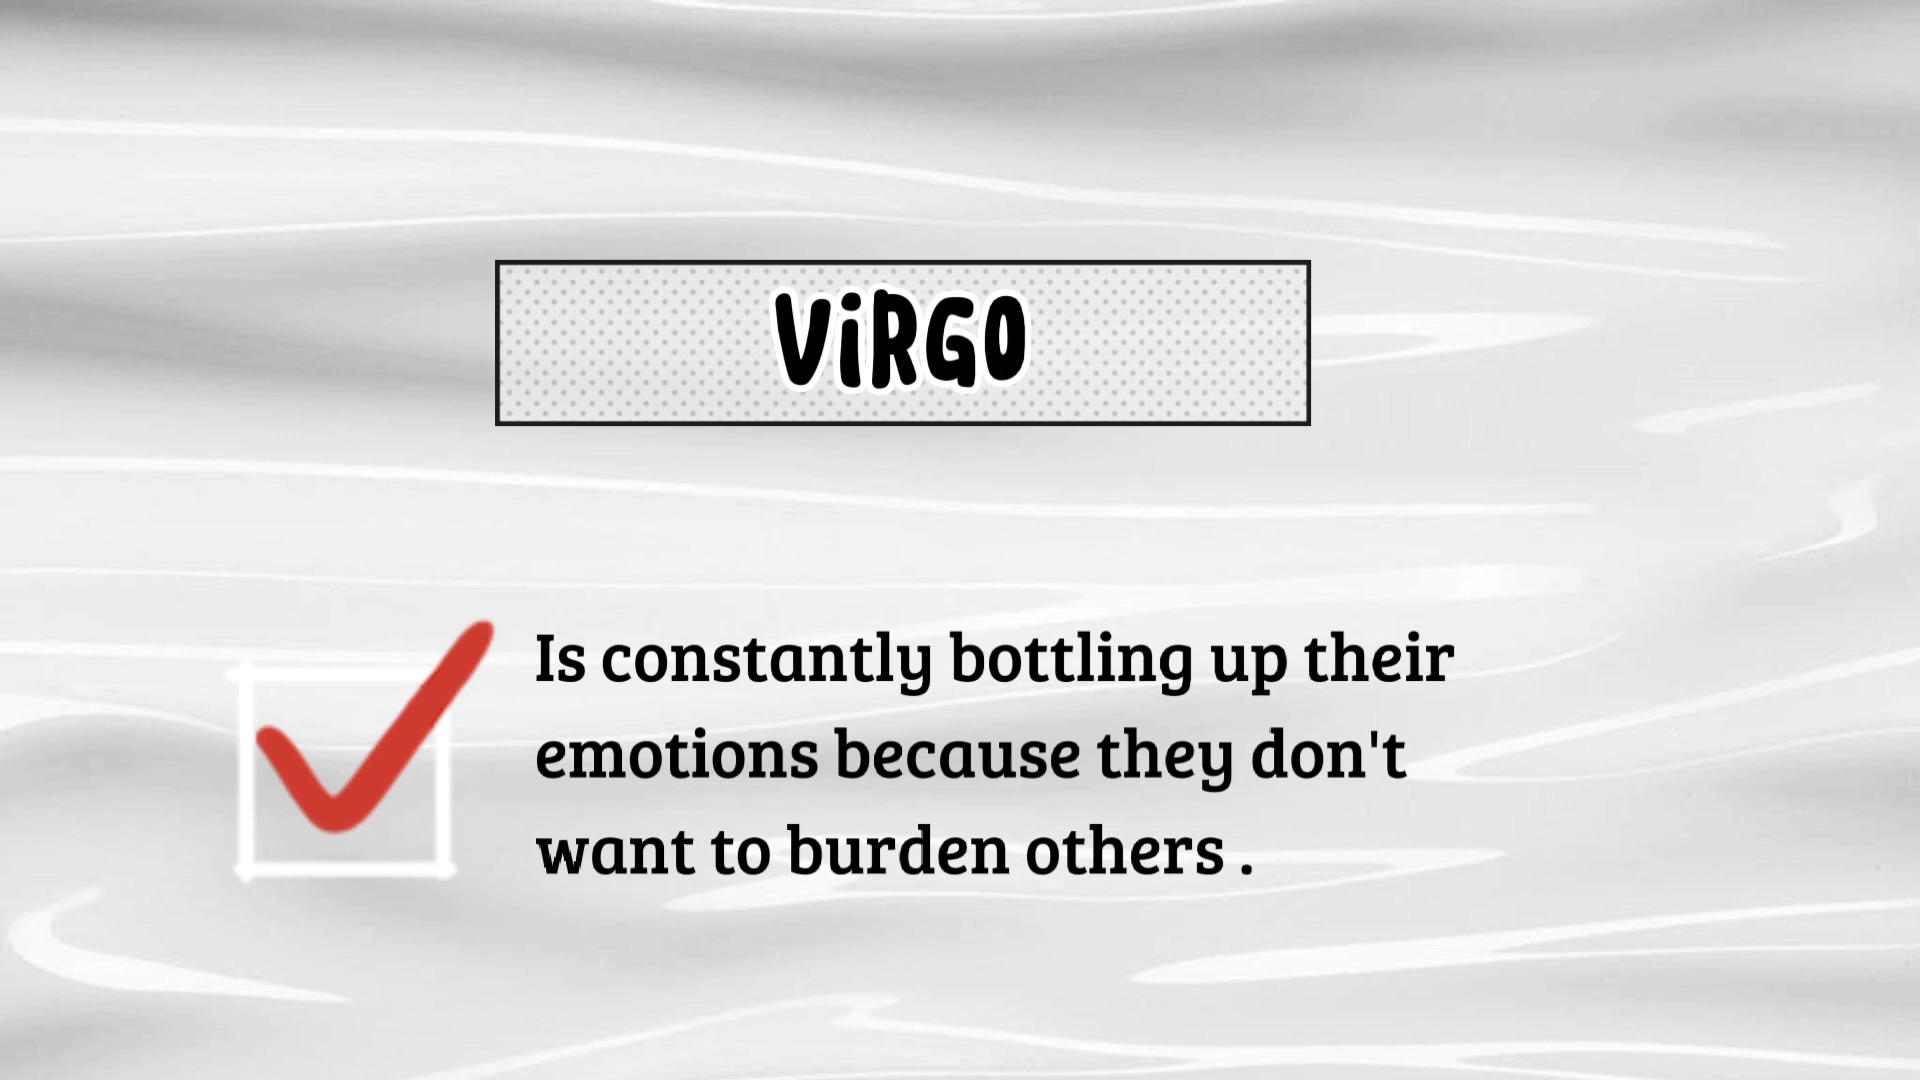 ViRGO
Is constantly bottling up their
emotions because they don't
want to burden others .